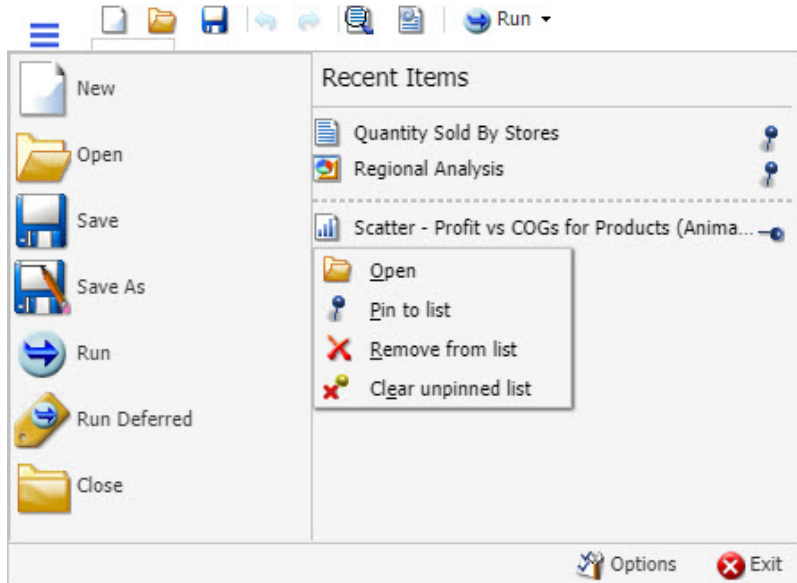 Run
New
Open
Save
Save As
Run
Run Deferred
Close
Recent Items
Quantity Sold By Stores
Regional Analysis
Scatter - Profit vs COGs for Products (Anima...
Open
Pin to list
Remove from list
Clear unpinned list
Options
Exit